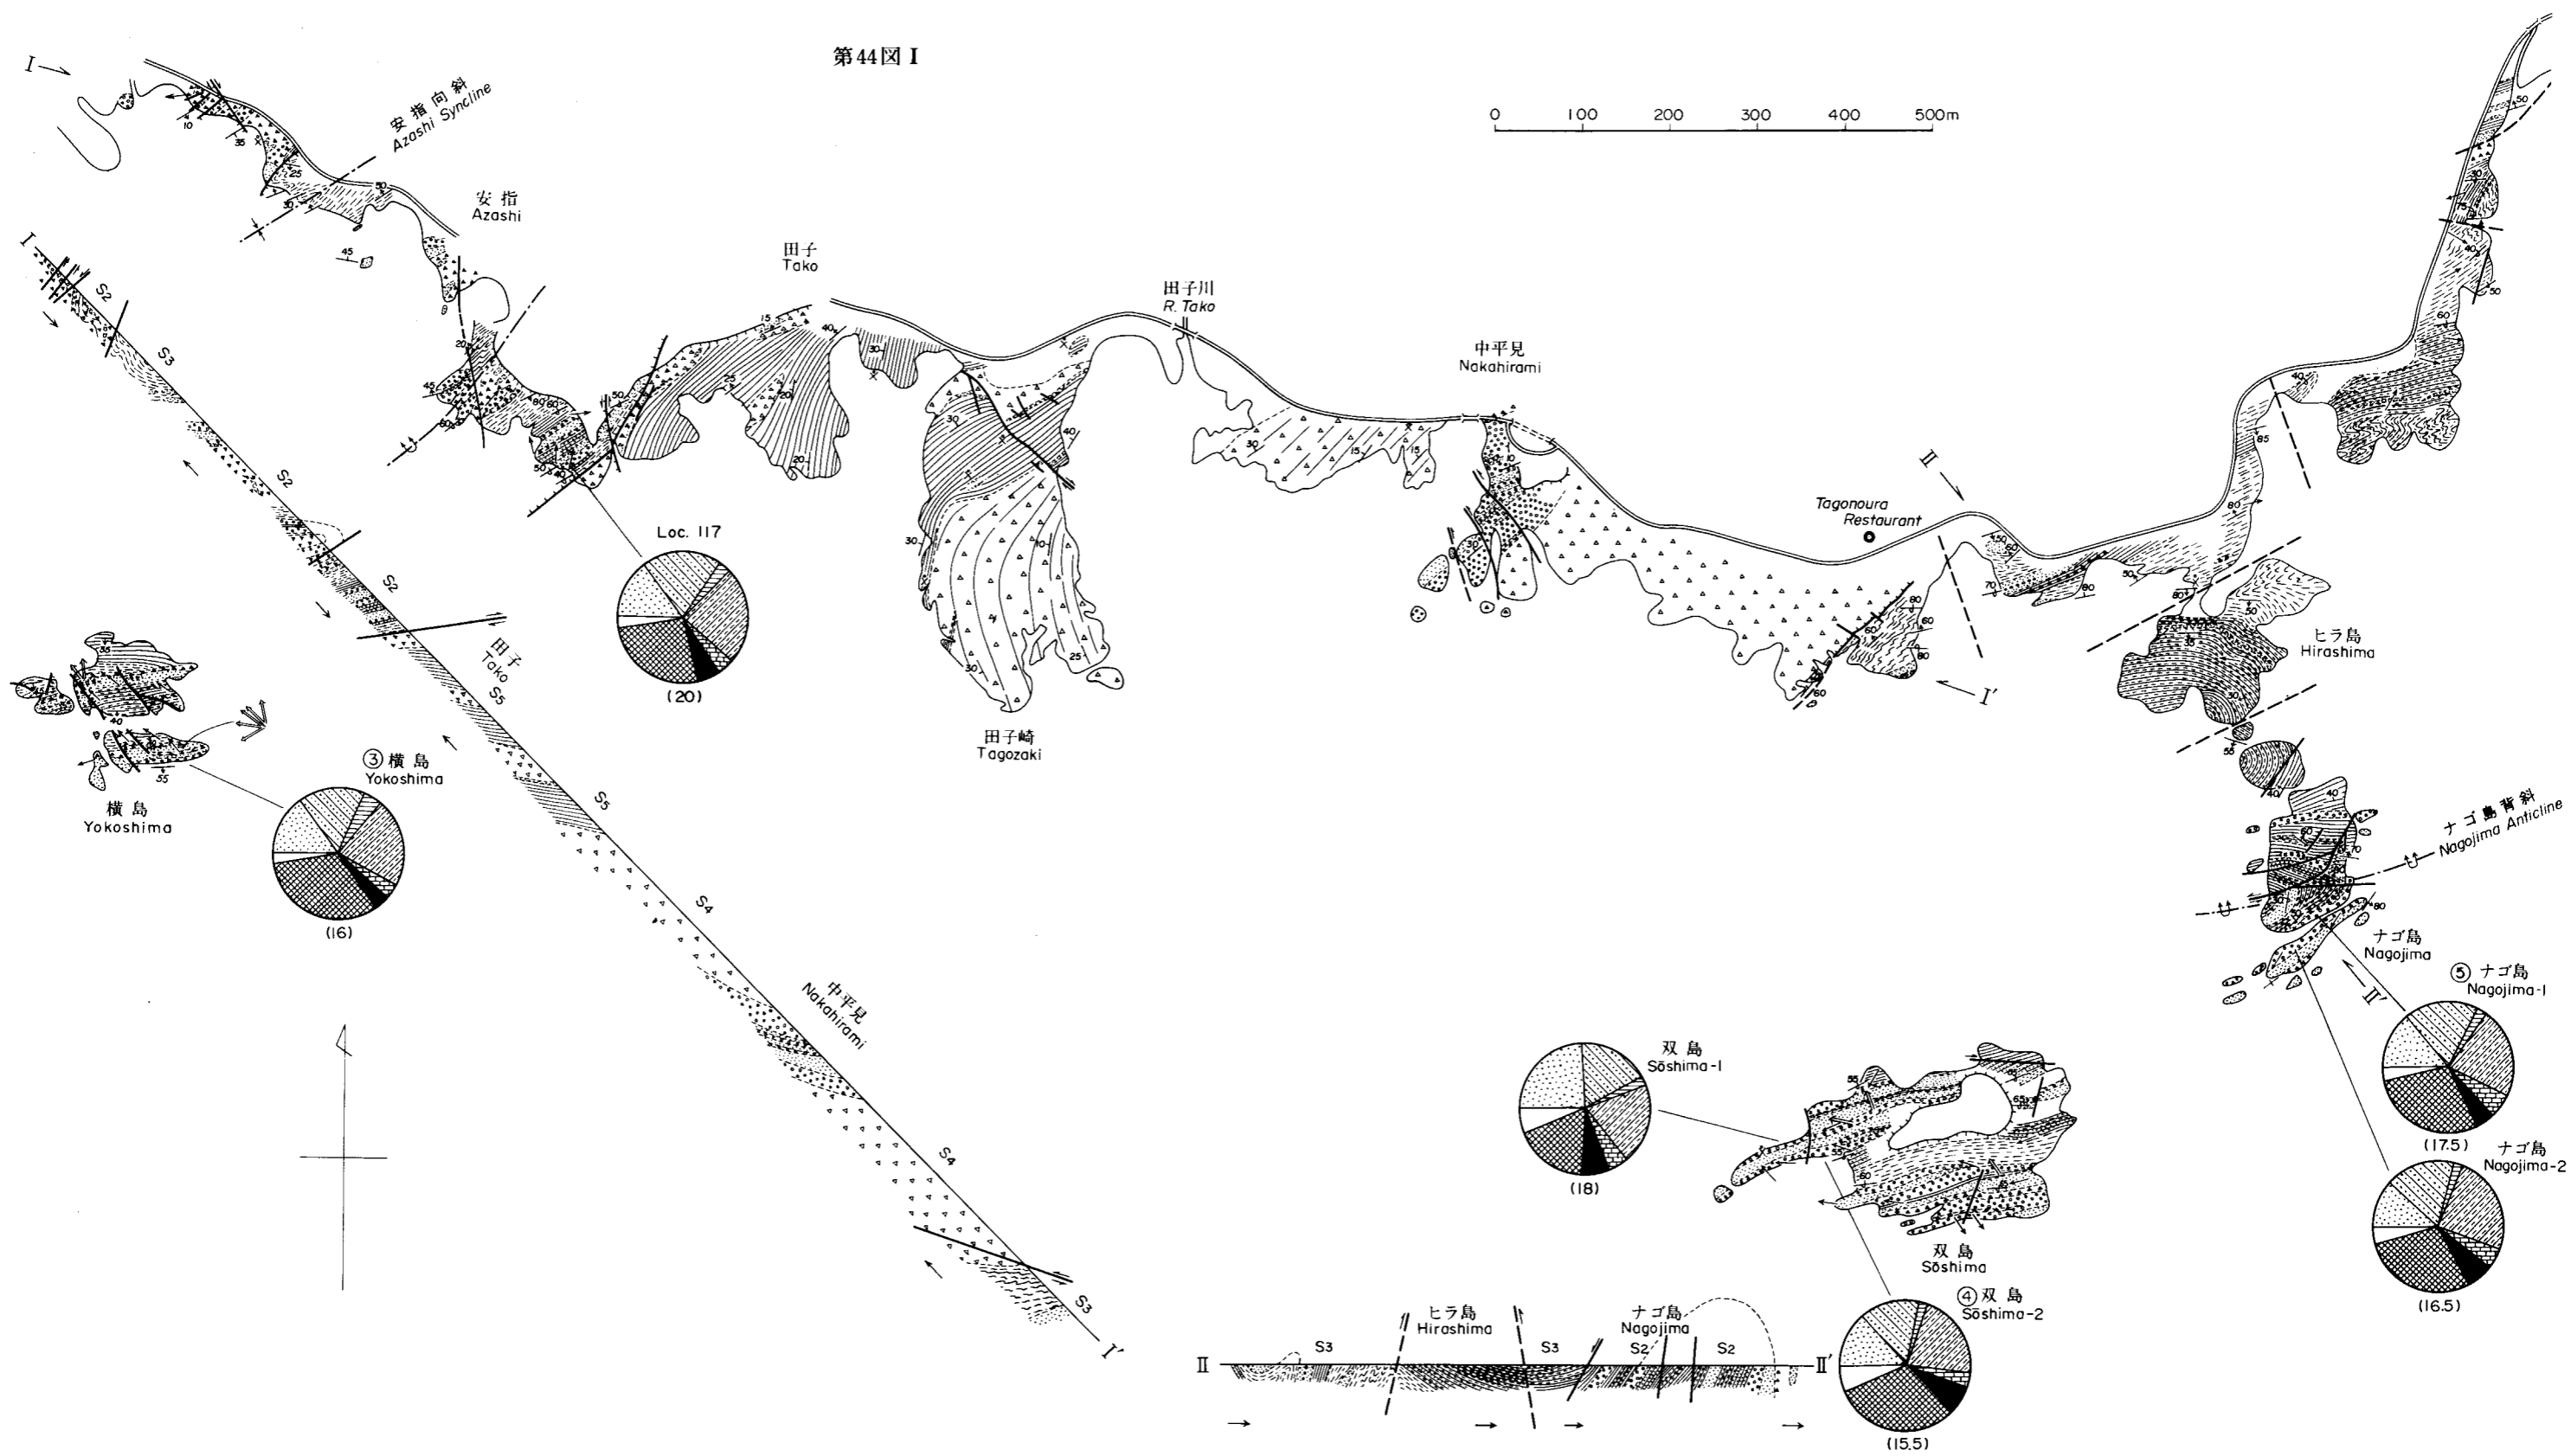 第44図 I
I
安指向斜
Azashi Syncline
0 100 200 300 400 500m
安指
Azashi
田子
Tako
田子川
R. Tako
中平見
Nakahirami
Tagonoura
Restaurant
II
I'
ヒラ島
Hirashima
Loc. 117
(20)
田子崎
Tagozaki
ナゴ島背斜
Nagojima Anticline
ナゴ島
Nagojima
II'
⑤ ナゴ島
Nagojima-1
(17.5)
ナゴ島
Nagojima-2
(16.5)
横島
Yokoshima
③ 横島
Yokoshima
(16)
双島
Sōshima-1
(18)
双島
Sōshima
④ 双島
Sōshima-2
(15.5)
I
S2
S3
S2
S2
田子
Tako
S5
S5
S4
中平見
Nakahirami
S4
S3
I'
ヒラ島
Hirashima
ナゴ島
Nagojima
II
S3
S3
S2
S2
II'